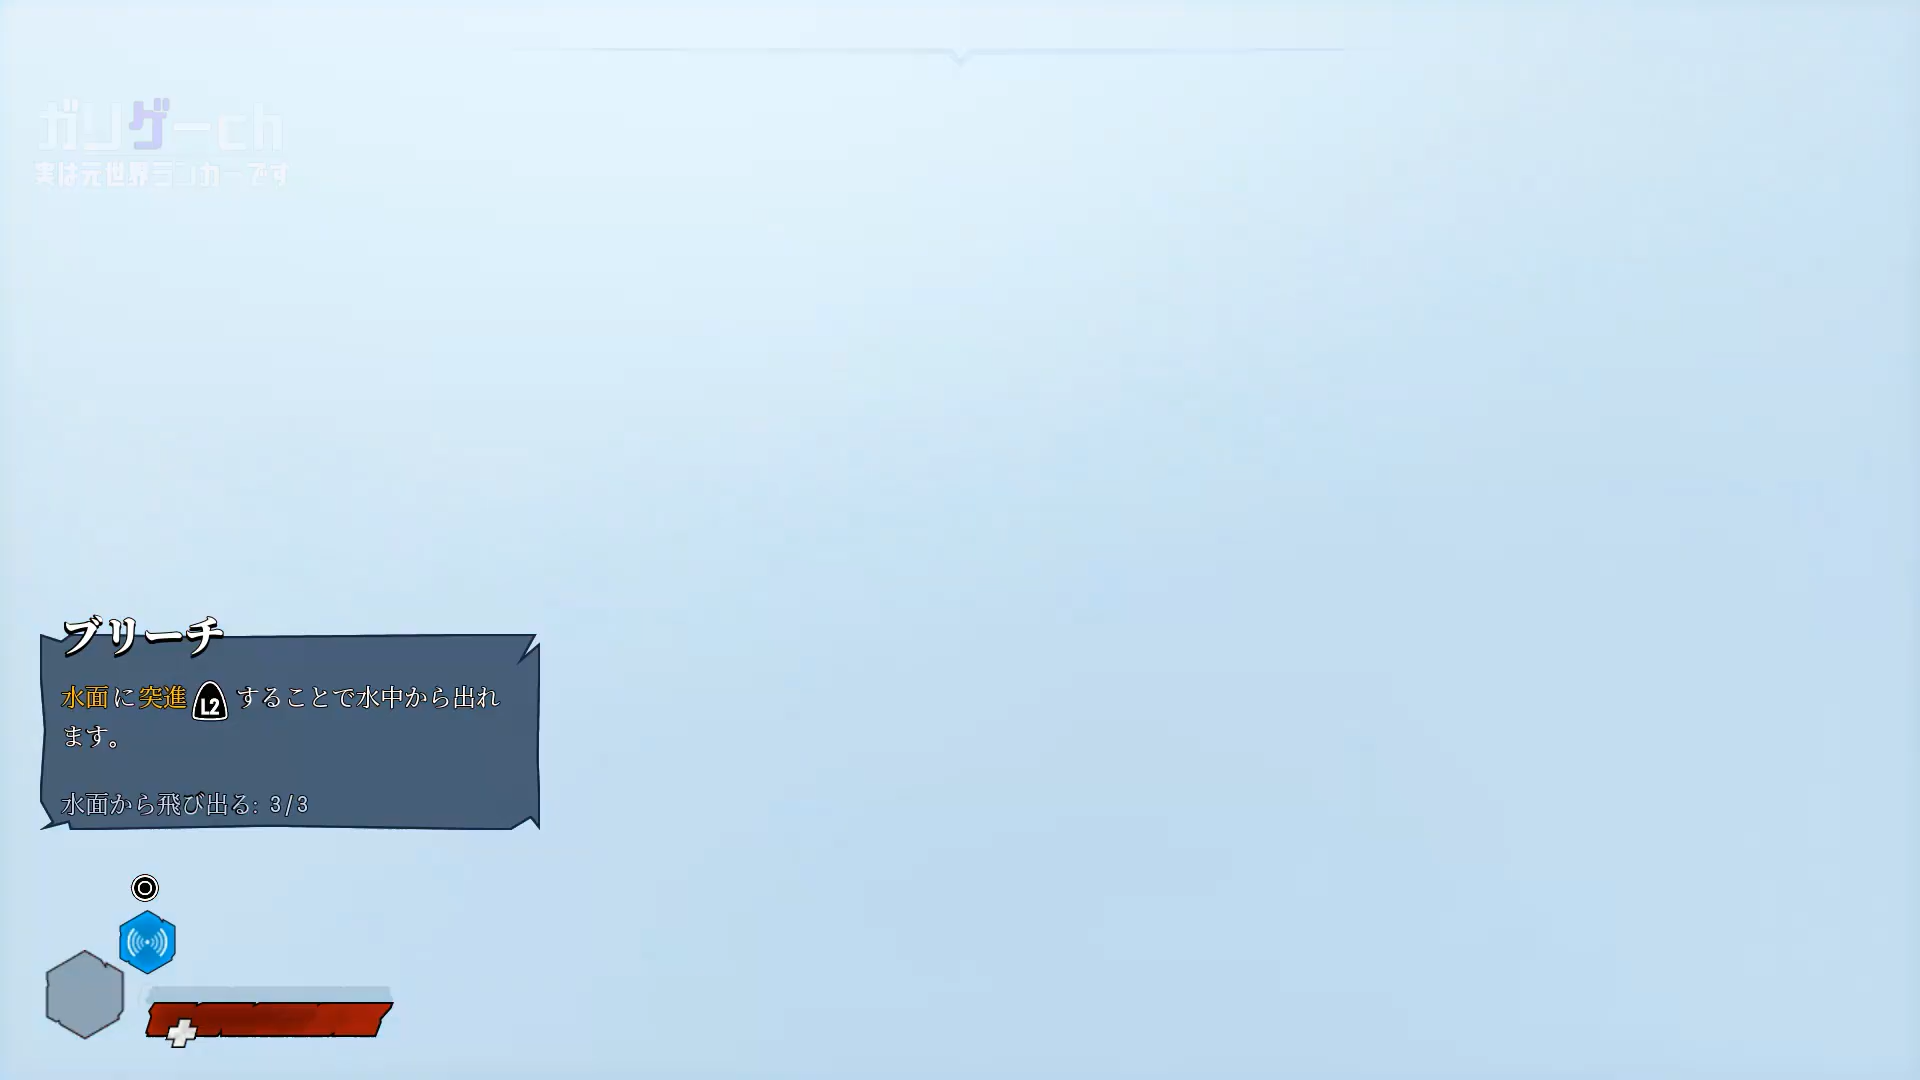 ガリゲーch
実は元世界ランカーです
ブリーチ
水面に突進 L2 することで水中から出れ
ます。
水面から飛び出る: 3/3